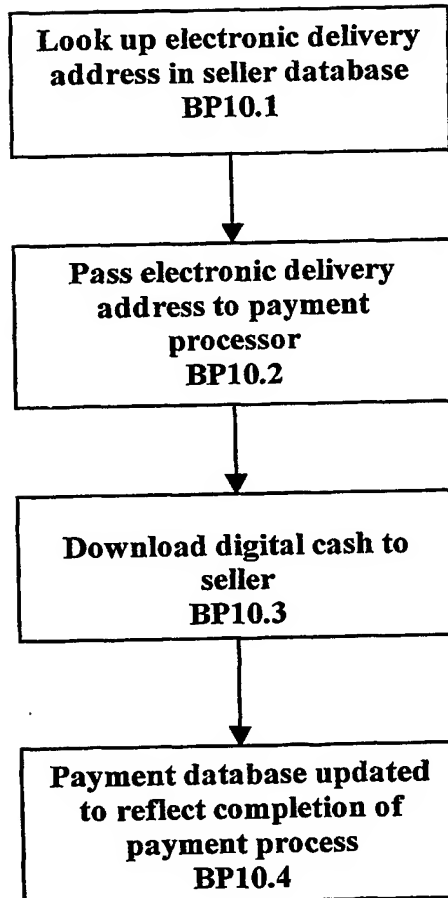 Look up electronic delivery
address in seller database
BP10.1
Pass electronic delivery
address to payment
processor
BP10.2
Download digital cash to
seller
BP10.3
Payment database updated
to reflect completion of
payment process
BP10.4